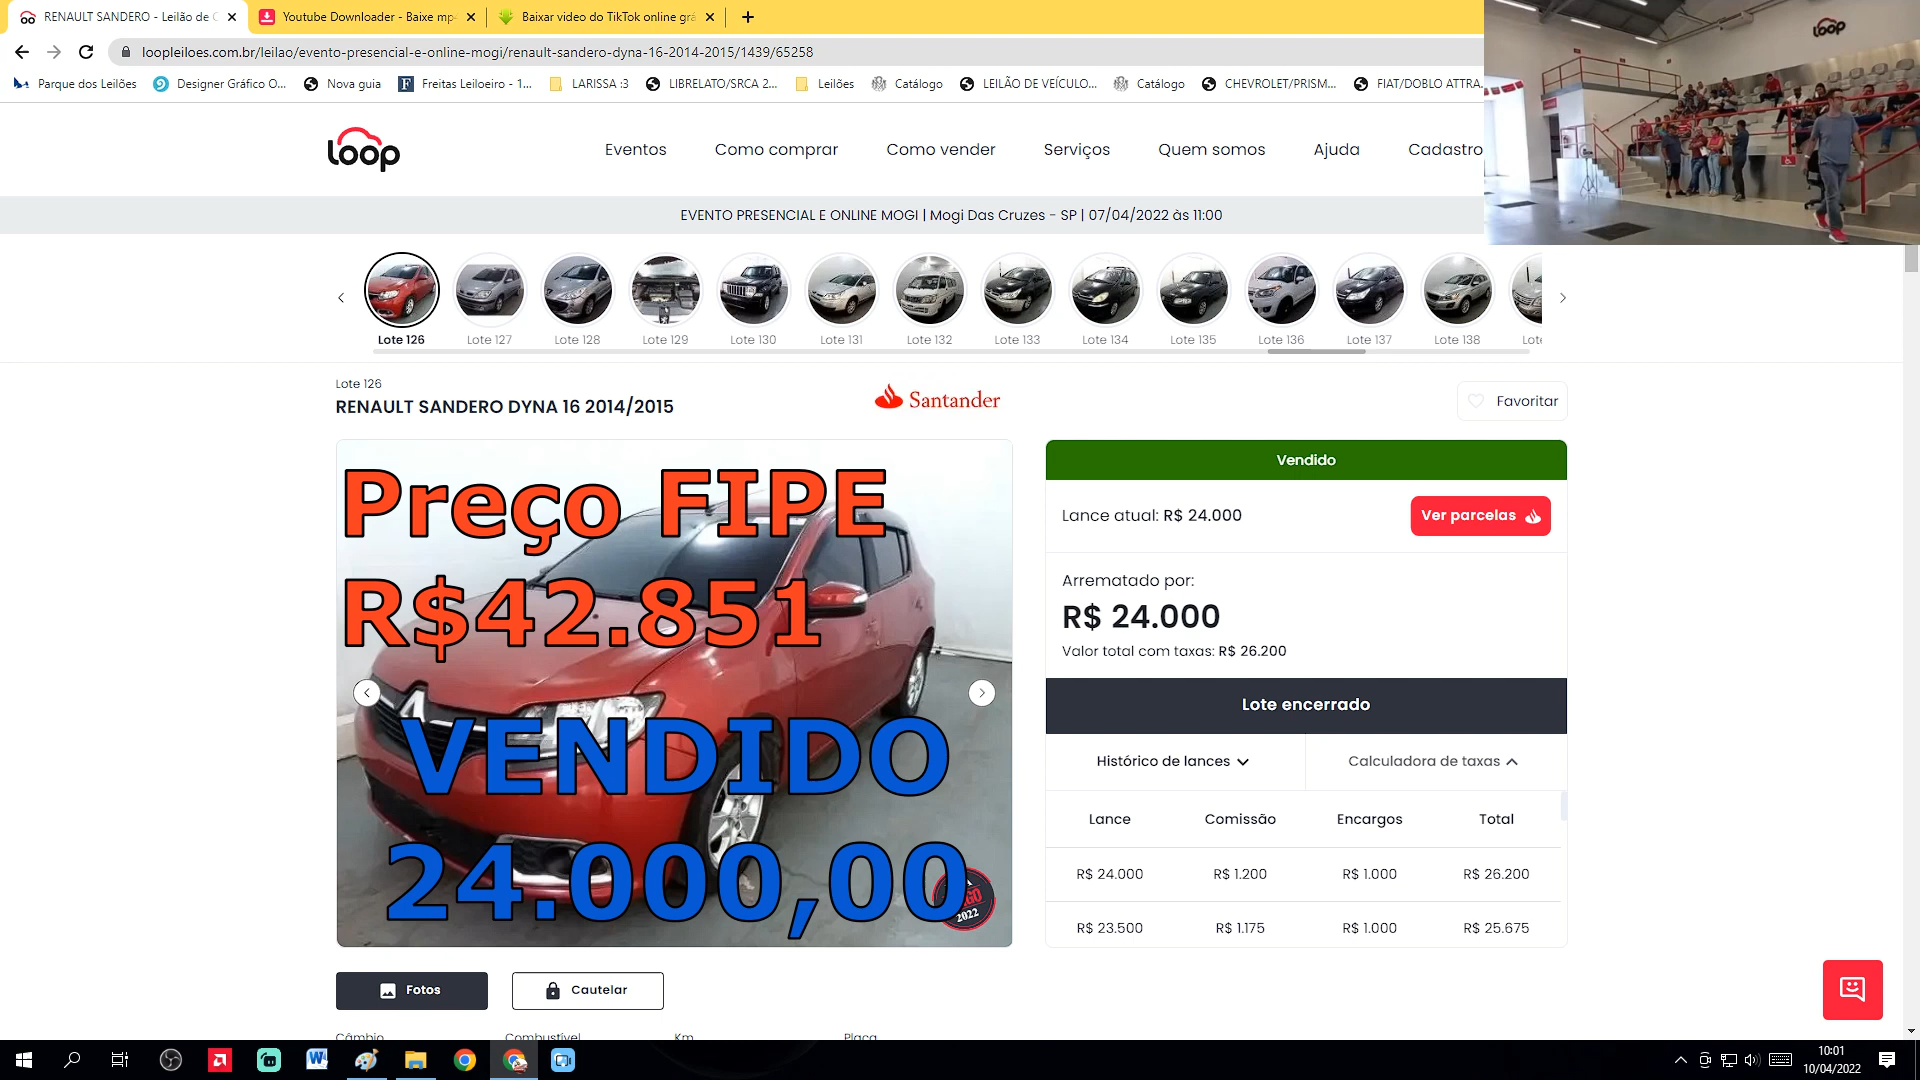 RENAULT SANDERO - Leilão de C
Youtube Downloader - Baixe mp
Baixar video do TikTok online grá
loopleiloes.com.br/leilao/evento-presencial-e-online-mogi/renault-sandero-dyna-16-2014-2015/1439/65258
Parque dos Leilões
Designer Gráfico O...
Nova guia
Freitas Leiloeiro - 1...
LARISSA :3
LIBRELATO/SRCA 2...
Leilões
Catálogo
LEILÃO DE VEÍCULO...
Catálogo
CHEVROLET/PRISM...
FIAT/DOBLO ATTRA...
loop
loop
Eventos
Como comprar
Como vender
Serviços
Quem somos
Ajuda
Cadastro
EVENTO PRESENCIAL E ONLINE MOGI | Mogi Das Cruzes - SP | 07/04/2022 às 11:00
Lote 126
Lote 127
Lote 128
Lote 129
Lote 130
Lote 131
Lote 132
Lote 133
Lote 134
Lote 135
Lote 136
Lote 137
Lote 138
Lote
Lote 126
RENAULT SANDERO DYNA 16 2014/2015
Santander
Favoritar
Preço FIPE
R$42.851
VENDIDO
24.000,00
2022
Vendido
Lance atual: R$ 24.000
Ver parcelas
Arrematado por:
R$ 24.000
Valor total com taxas: R$ 26.200
Lote encerrado
Histórico de lances
Calculadora de taxas
Lance Comissão Encargos Total
R$ 24.000 R$ 1.200 R$ 1.000 R$ 26.200
R$ 23.500 R$ 1.175 R$ 1.000 R$ 25.675
Fotos
Cautelar
Câmbio
Combustível
Km
Placa
10:01
10/04/2022